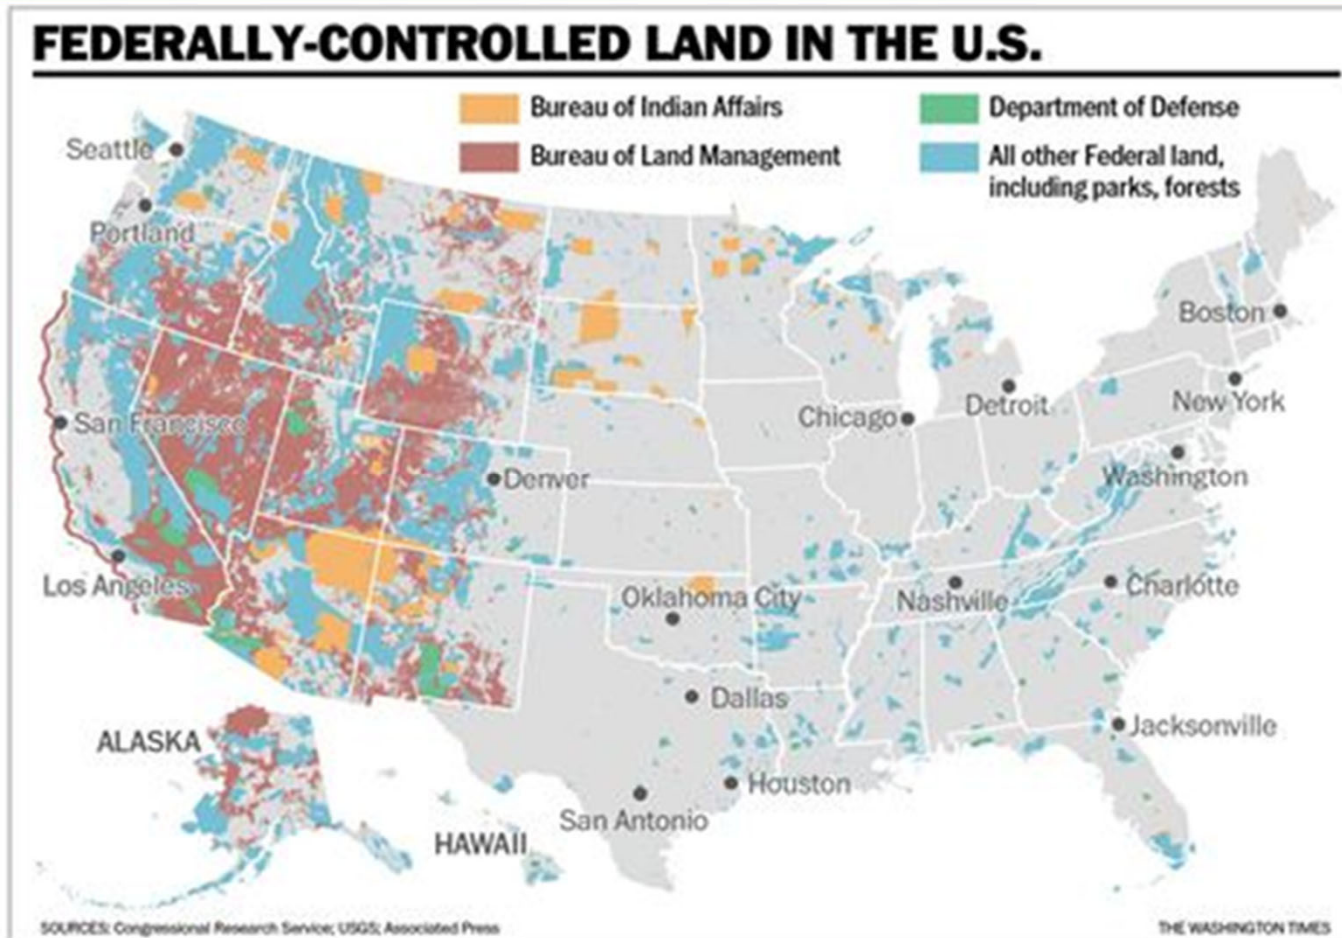 FEDERALLY-CONTROLLED LAND IN THE U.S.
Bureau of Indian Affairs
Department of Defense
Bureau of Land Management
All other Federal land,
including parks, forests
Seattle
Portland
Boston
Chicago
Detroit
New York
San Francisco
Washington
Denver
Los Angeles
Oklahoma City
Nashville
Charlotte
Dallas
Jacksonville
ALASKA
Houston
San Antonio
HAWAII
SOURCES: Congressional Research Service; USGS; Associated Press
THE WASHINGTON TIMES